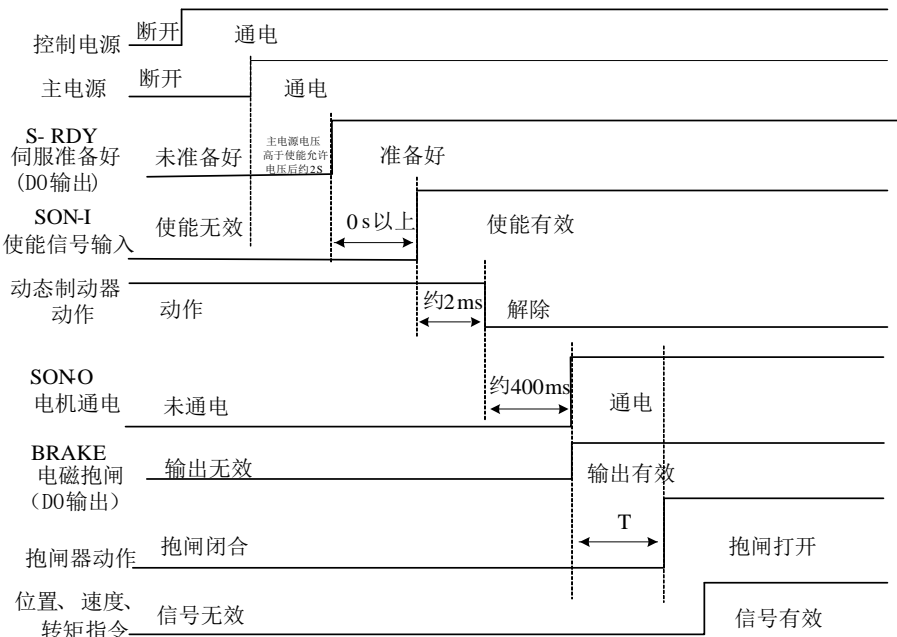 控制电源 断开 通电
主电源 断开 通电
S- RDY
伺服准备好
(DO输出)
未准备好
主电源电压
高于使能允许
电压后约2S
准备好
SON-I
使能信号输入
使能无效
0s以上
使能有效
动态制动器
动作
动作
约2ms
解除
SON-O
电机通电
未通电
约400ms
通电
BRAKE
电磁抱闸
(DO输出)
输出无效
输出有效
T
抱闸器动作 抱闸闭合 抱闸打开
位置、速度、
转矩指令
信号无效
信号有效